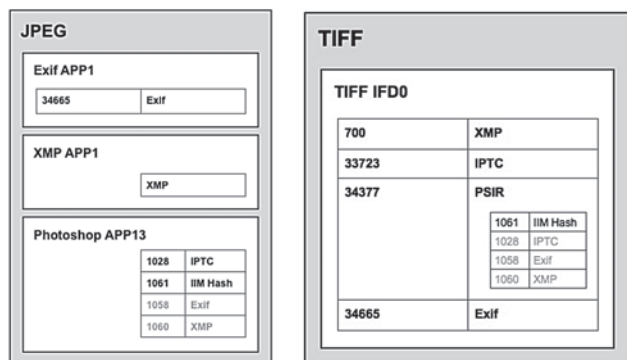 JPEG
Exif APP1
34665 Exif
XMP APP1
XMP
Photoshop APP13
1028 IPTC
1061 IIM Hash
1058 Exif
1060 XMP
TIFF
TIFF IFD0
700 XMP
33723 IPTC
34377 PSIR
1061 IIM Hash
1028 IPTC
1058 Exif
1060 XMP
34665 Exif